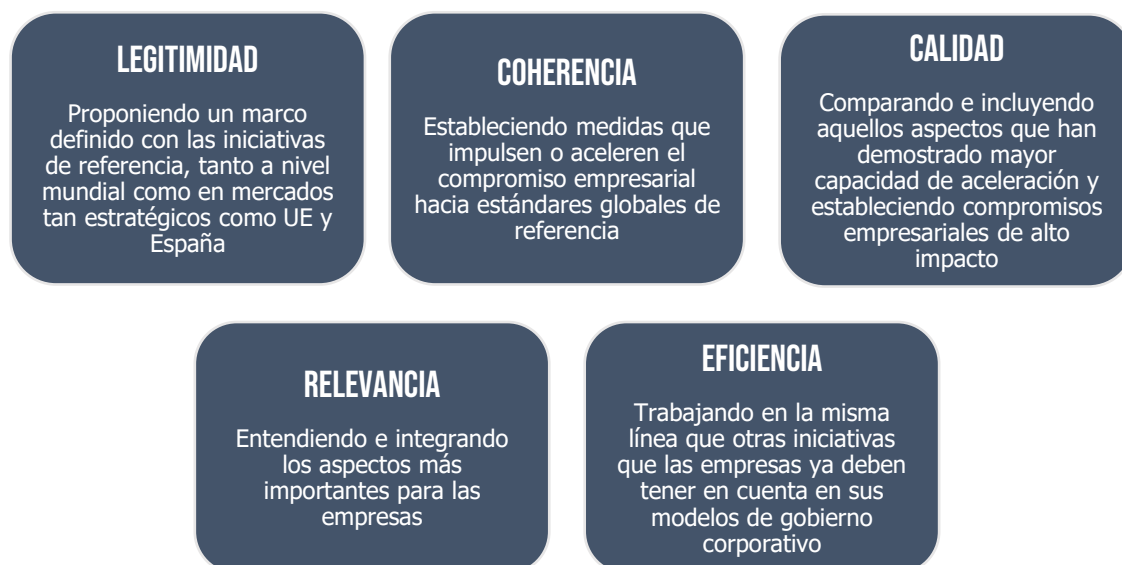 LEGITIMIDAD
Proponiendo un marco
definido con las iniciativas
de referencia, tanto a nivel
mundial como en mercados
tan estratégicos como UE y
España
COHERENCIA
Estableciendo medidas que
impulsen o aceleren el
compromiso empresarial
hacia estándares globales de
referencia
CALIDAD
Comparando e incluyendo
aquellos aspectos que han
demostrado mayor
capacidad de aceleración y
estableciendo compromisos
empresariales de alto
impacto
RELEVANCIA
Entendiendo e integrando
los aspectos más
importantes para las
empresas
EFICIENCIA
Trabajando en la misma
línea que otras iniciativas
que las empresas ya deben
tener en cuenta en sus
modelos de gobierno
corporativo